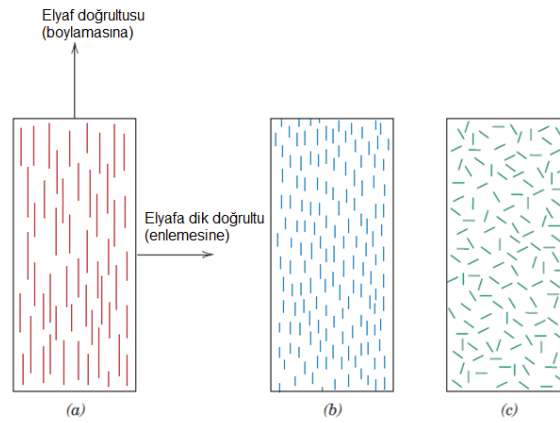 Elyaf doğrultusu
(boylamasına)
Elyafa dik doğrultu
(enlemesine)
(a)
(b)
(c)